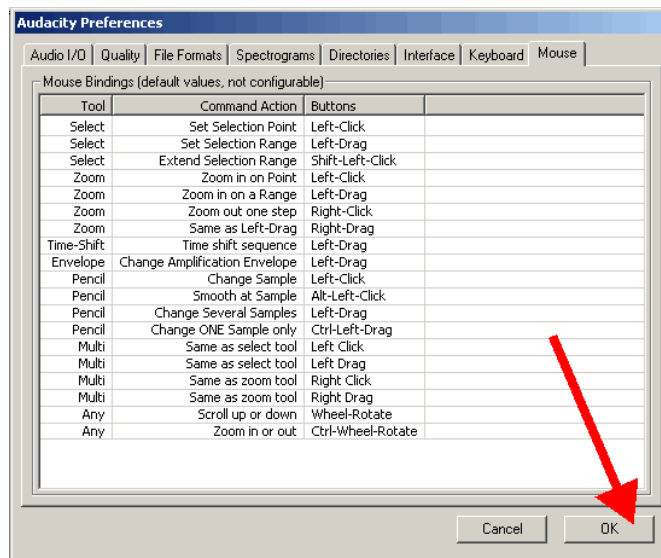 Audacity Preferences
Audio I/O Quality File Formats Spectrograms Directories Interface Keyboard Mouse
Mouse Bindings (default values, not configurable)
Tool Command Action Buttons
Select Set Selection Point Left-Click
Select Set Selection Range Left-Drag
Select Extend Selection Range Shift-Left-Click
Zoom Zoom in on Point Left-Click
Zoom Zoom in on a Range Left-Drag
Zoom Zoom out one step Right-Click
Zoom Same as Left-Drag Right-Drag
Time-Shift Time shift sequence Left-Drag
Envelope Change Amplification Envelope Left-Drag
Pencil Change Sample Left-Click
Pencil Smooth at Sample Alt-Left-Click
Pencil Change Several Samples Left-Drag
Pencil Change ONE Sample only Ctrl-Left-Drag
Multi Same as select tool Left Click
Multi Same as select tool Left Drag
Multi Same as zoom tool Right Click
Multi Same as zoom tool Right Drag
Any Scroll up or down Wheel-Rotate
Any Zoom in or out Ctrl-Wheel-Rotate
Cancel OK